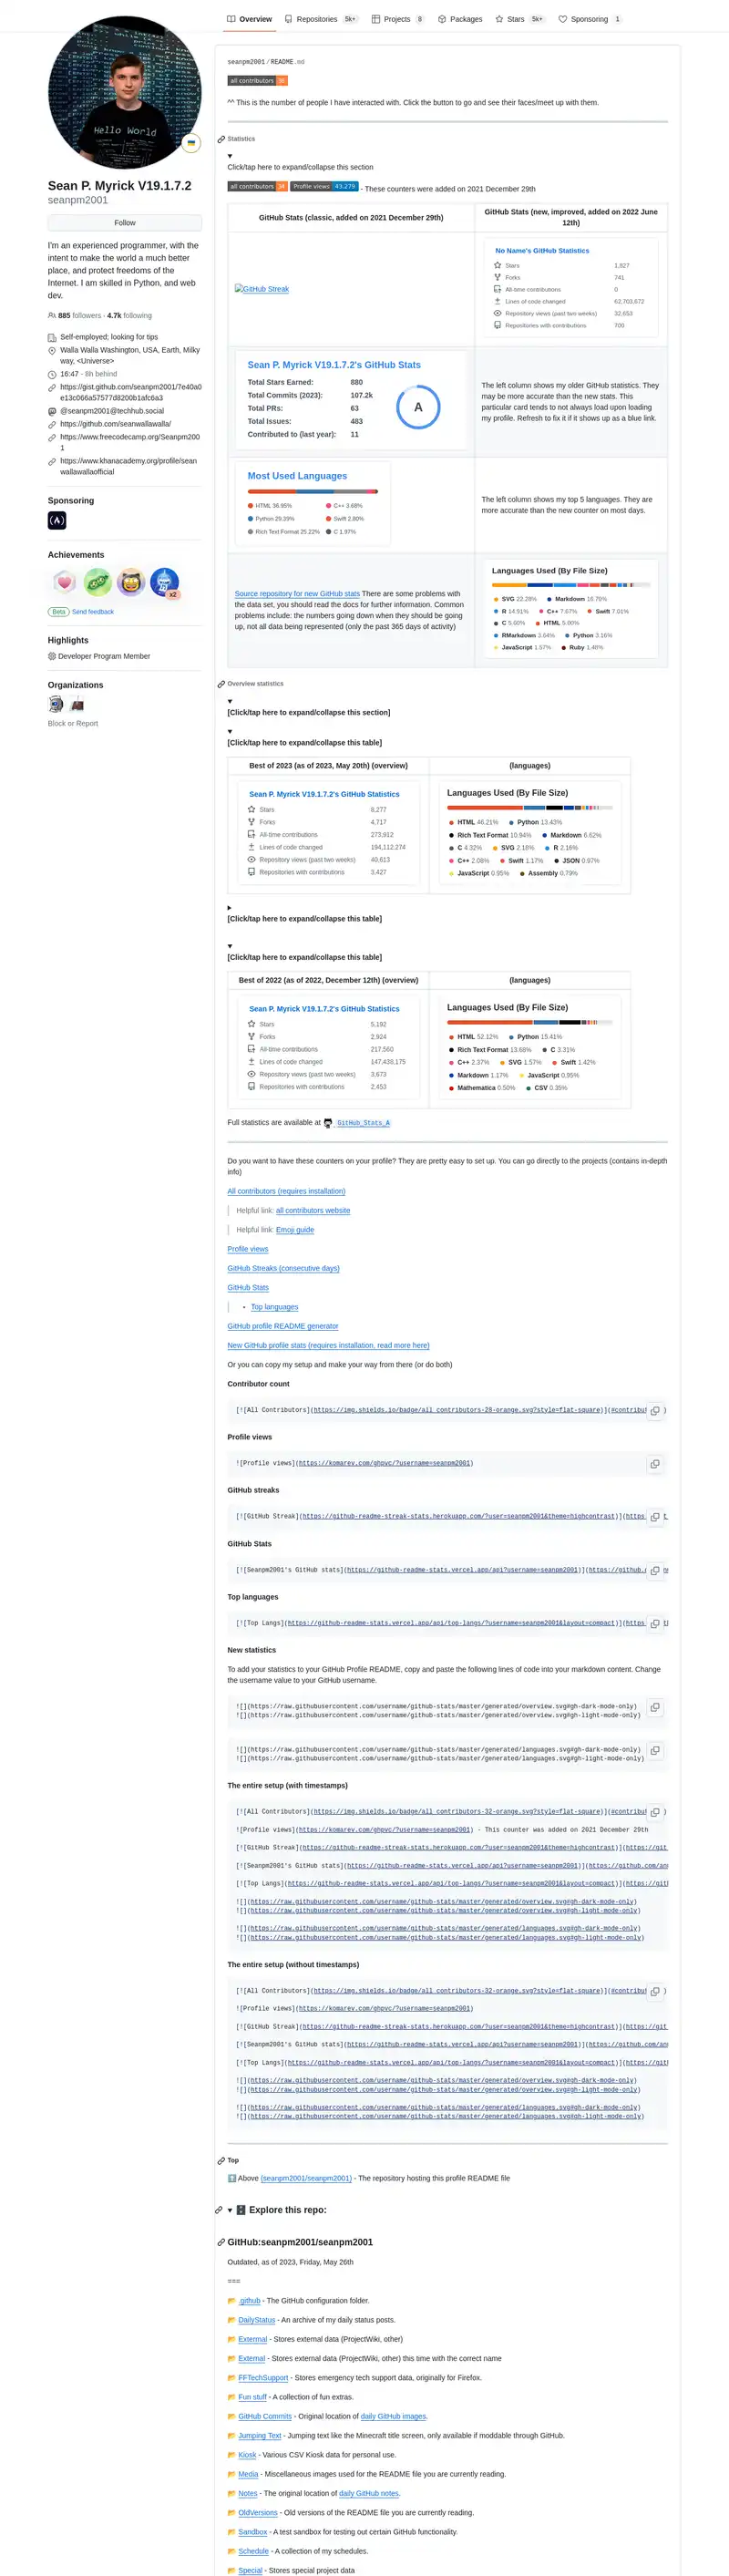 Overview Repositories 5k+ Projects 8 Packages Stars 5k+ Sponsoring 1
Hello World
Sean P. Myrick V19.1.7.2
seanpm2001
Follow
I'm an experienced programmer, with the
intent to make the world a much better
place, and protect freedoms of the
Internet. I am skilled in Python, and web
dev.
885 followers · 4.7k following
Self-employed; looking for tips
Walla Walla Washington, USA, Earth, Milky
way, <Universe>
16:47 - 8h behind
https://gist.github.com/seanpm2001/7e40a0
e13c066a57577d8200b1afc6a3
@seanpm2001@techhub.social
https://github.com/seanwallawalla/
https://www.freecodecamp.org/Seanpm200
1
https://www.khanacademy.org/profile/sean
wallawallaofficial
Sponsoring
Achievements
x2
Beta Send feedback
Highlights
Developer Program Member
Organizations
Block or Report
seanpm2001/README.md
all contributors
^^ This is the number of people I have interacted with. Click the button to go and see their faces/meet up with them.
Statistics
Click/tap here to expand/collapse this section
all contributors 34 Profile views 43,279 - These counters were added on 2021 December 29th
GitHub Stats (classic, added on 2021 December 29th)
GitHub Stats (new, improved, added on 2022 June
12th)
GitHub Streak
No Name's GitHub Statistics
Stars 1,827
Forks 741
All-time contributions 0
Lines of code changed 62,703,672
Repository views (past two weeks) 32,653
Repositories with contributions 706
Sean P. Myrick V19.1.7.2's GitHub Stats
Total Stars Earned: 880
Total Commits (2023): 107.2k
Total PRs: 63
Total Issues: 483
Contributed to (last year): 11
A
The left column shows my older GitHub statistics. They
may be more accurate than the new stats. This
particular card tends to not always load upon loading
my profile. Refresh to fix it if it shows up as a blue link.
Most Used Languages
HTML 36.95% C++ 3.68%
Python 29.39% Swift 2.80%
Rich Text Format 25.22% C 1.97%
The left column shows my top 5 languages. They are
more accurate than the new counter on most days.
Source repository for new GitHub stats There are some problems with
the data set, you should read the docs for further information. Common
problems include: the numbers going down when they should be going
up, not all data being represented (only the past 365 days of activity)
Languages Used (By File Size)
SVG 22.28% Markdown 16.79%
R 14.91% C++ 7.67% Swift 7.01%
C 5.60% HTML 5.00%
RMarkdown 3.64% Python 3.16%
JavaScript 1.57% Ruby 1.40%
Overview statistics
[Click/tap here to expand/collapse this section]
[Click/tap here to expand/collapse this table]
Best of 2023 (as of 2023, May 20th) (overview) (languages)
Sean P. Myrick V19.1.7.2's GitHub Statistics
Stars 6,277
Forks 4,717
All-time contributions 273,912
Lines of code changed 194,112,274
Repository views (past two weeks) 40,613
Repositories with contributions 3,427
Languages Used (By File Size)
HTML 46.21% Python 13.43%
Rich Text Format 10.94% Markdown 6.62%
C 4.32% SVG 2.18% R 2.16%
C++ 2.08% Swift 1.17% JSON 0.97%
JavaScript 0.95% Assembly 0.79%
[Click/tap here to expand/collapse this table]
[Click/tap here to expand/collapse this table]
Best of 2022 (as of 2022, December 12th) (overview) (languages)
Sean P. Myrick V19.1.7.2's GitHub Statistics
Stars 5,192
Forks 2,924
All-time contributions 217,560
Lines of code changed 147,438,175
Repository views (past two weeks) 3,673
Repositories with contributions 2,453
Languages Used (By File Size)
HTML 52.12% Python 15.41%
Rich Text Format 13.68% C 3.31%
C++ 2.37% SVG 1.57% Swift 1.42%
Markdown 1.17% JavaScript 0.95%
Mathematica 0.50% CSV 0.35%
Full statistics are available at GitHub_Stats_A
Do you want to have these counters on your profile? They are pretty easy to set up. You can go directly to the projects (contains in-depth
info)
All contributors (requires installation)
Helpful link: all contributors website
Helpful link: Emoji guide
Profile views
GitHub Streaks (consecutive days)
GitHub Stats
• Top languages
GitHub profile README generator
New GitHub profile stats (requires installation, read more here)
Or you can copy my setup and make your way from there (or do both)
Contributor count
[![All Contributors](https://img.shields.io/badge/all_contributors-28-orange.svg?style=flat-square)](#contribut
Profile views
![Profile views](https://komarev.com/ghpvc/?username=seanpm2001)
GitHub streaks
[![GitHub Streak](https://github-readme-streak-stats.herokuapp.com/?user=seanpm2001&theme=highcontrast)](https:
GitHub Stats
[![Seanpm2001's GitHub stats](https://github-readme-stats.vercel.app/api?username=seanpm2001)](https://github.
Top languages
[![Top Langs](https://github-readme-stats.vercel.app/api/top-langs/?username=seanpm2001&layout=compact)](https:
New statistics
To add your statistics to your GitHub Profile README, copy and paste the following lines of code into your markdown content. Change
the username value to your GitHub username.
![](https://raw.githubusercontent.com/username/github-stats/master/generated/overview.svg#gh-dark-mode-only)
![](https://raw.githubusercontent.com/username/github-stats/master/generated/overview.svg#gh-light-mode-only)
![](https://raw.githubusercontent.com/username/github-stats/master/generated/languages.svg#gh-dark-mode-only)
![](https://raw.githubusercontent.com/username/github-stats/master/generated/languages.svg#gh-light-mode-only)
The entire setup (with timestamps)
[![All Contributors](https://img.shields.io/badge/all_contributors-32-orange.svg?style=flat-square)](#contribut
![Profile views](https://komarev.com/ghpvc/?username=seanpm2001) - This counter was added on 2021 December 29th
[![GitHub Streak](https://github-readme-streak-stats.herokuapp.com/?user=seanpm2001&theme=highcontrast)](https://git
[![Seanpm2001's GitHub stats](https://github-readme-stats.vercel.app/api?username=seanpm2001)](https://github.com/an
[![Top Langs](https://github-readme-stats.vercel.app/api/top-langs/?username=seanpm2001&layout=compact)](https://git
![](https://raw.githubusercontent.com/username/github-stats/master/generated/overview.svg#gh-dark-mode-only)
![](https://raw.githubusercontent.com/username/github-stats/master/generated/overview.svg#gh-light-mode-only)
![](https://raw.githubusercontent.com/username/github-stats/master/generated/languages.svg#gh-dark-mode-only)
![](https://raw.githubusercontent.com/username/github-stats/master/generated/languages.svg#gh-light-mode-only)
The entire setup (without timestamps)
[![All Contributors](https://img.shields.io/badge/all_contributors-32-orange.svg?style=flat-square)](#contribut
![Profile views](https://komarev.com/ghpvc/?username=seanpm2001)
[![GitHub Streak](https://github-readme-streak-stats.herokuapp.com/?user=seanpm2001&theme=highcontrast)](https://git
[![Seanpm2001's GitHub stats](https://github-readme-stats.vercel.app/api?username=seanpm2001)](https://github.com/an
[![Top Langs](https://github-readme-stats.vercel.app/api/top-langs/?username=seanpm2001&layout=compact)](https://git
![](https://raw.githubusercontent.com/username/github-stats/master/generated/overview.svg#gh-dark-mode-only)
![](https://raw.githubusercontent.com/username/github-stats/master/generated/overview.svg#gh-light-mode-only)
![](https://raw.githubusercontent.com/username/github-stats/master/generated/languages.svg#gh-dark-mode-only)
![](https://raw.githubusercontent.com/username/github-stats/master/generated/languages.svg#gh-light-mode-only)
Top
⬆️ Above (seanpm2001/seanpm2001) - The repository hosting this profile README file
Explore this repo:
GitHub:seanpm2001/seanpm2001
Outdated, as of 2023, Friday, May 26th
===
📂 .github - The GitHub configuration folder.
📂 DailyStatus - An archive of my daily status posts.
📂 Extermal - Stores external data (ProjectWiki, other)
📂 External - Stores external data (ProjectWiki, other) this time with the correct name
📂 FFTechSupport - Stores emergency tech support data, originally for Firefox.
📂 Fun stuff - A collection of fun extras.
📂 GitHub Commits - Original location of daily GitHub images.
📂 Jumping Text - Jumping text like the Minecraft title screen, only available if moddable through GitHub.
📂 Kiosk - Various CSV Kiosk data for personal use.
📂 Media - Miscellaneous images used for the README file you are currently reading.
📂 Notes - The original location of daily GitHub notes.
📂 OldVersions - Old versions of the README file you are currently reading.
📂 Sandbox - A test sandbox for testing out certain GitHub functionality.
📂 Schedule - A collection of my schedules.
📂 Special - Stores special project data